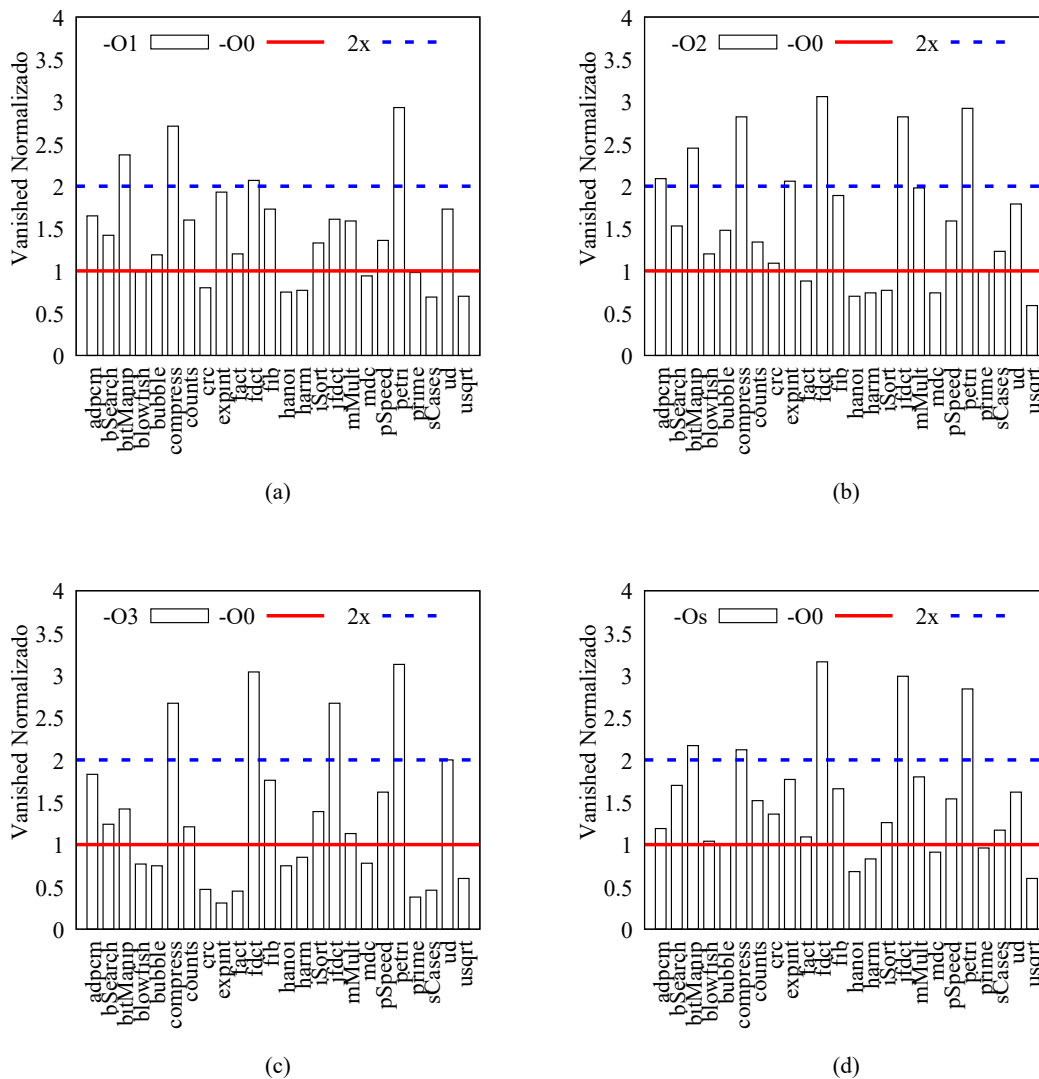 4
3.5
3
2.5
2
1.5
1
0.5
0
Vanished Normalizado
-O1 -O0 2x
adpcm
bSearch
bitManip
blowfish
bubble
compress
counts
crc
expint
fact
fdct
fib
hanoi
harm
iSort
jfdct
mMult
mdc
pSpeed
petri
prime
sCases
ud
usqrt
(a)
4
3.5
3
2.5
2
1.5
1
0.5
0
Vanished Normalizado
-O2 -O0 2x
adpcm
bSearch
bitManip
blowfish
bubble
compress
counts
crc
expint
fact
fdct
fib
hanoi
harm
iSort
jfdct
mMult
mdc
pSpeed
petri
prime
sCases
ud
usqrt
(b)
4
3.5
3
2.5
2
1.5
1
0.5
0
Vanished Normalizado
-O3 -O0 2x
adpcm
bSearch
bitManip
blowfish
bubble
compress
counts
crc
expint
fact
fdct
fib
hanoi
harm
iSort
jfdct
mMult
mdc
pSpeed
petri
prime
sCases
ud
usqrt
(c)
4
3.5
3
2.5
2
1.5
1
0.5
0
Vanished Normalizado
-Os -O0 2x
adpcm
bSearch
bitManip
blowfish
bubble
compress
counts
crc
expint
fact
fdct
fib
hanoi
harm
iSort
jfdct
mMult
mdc
pSpeed
petri
prime
sCases
ud
usqrt
(d)